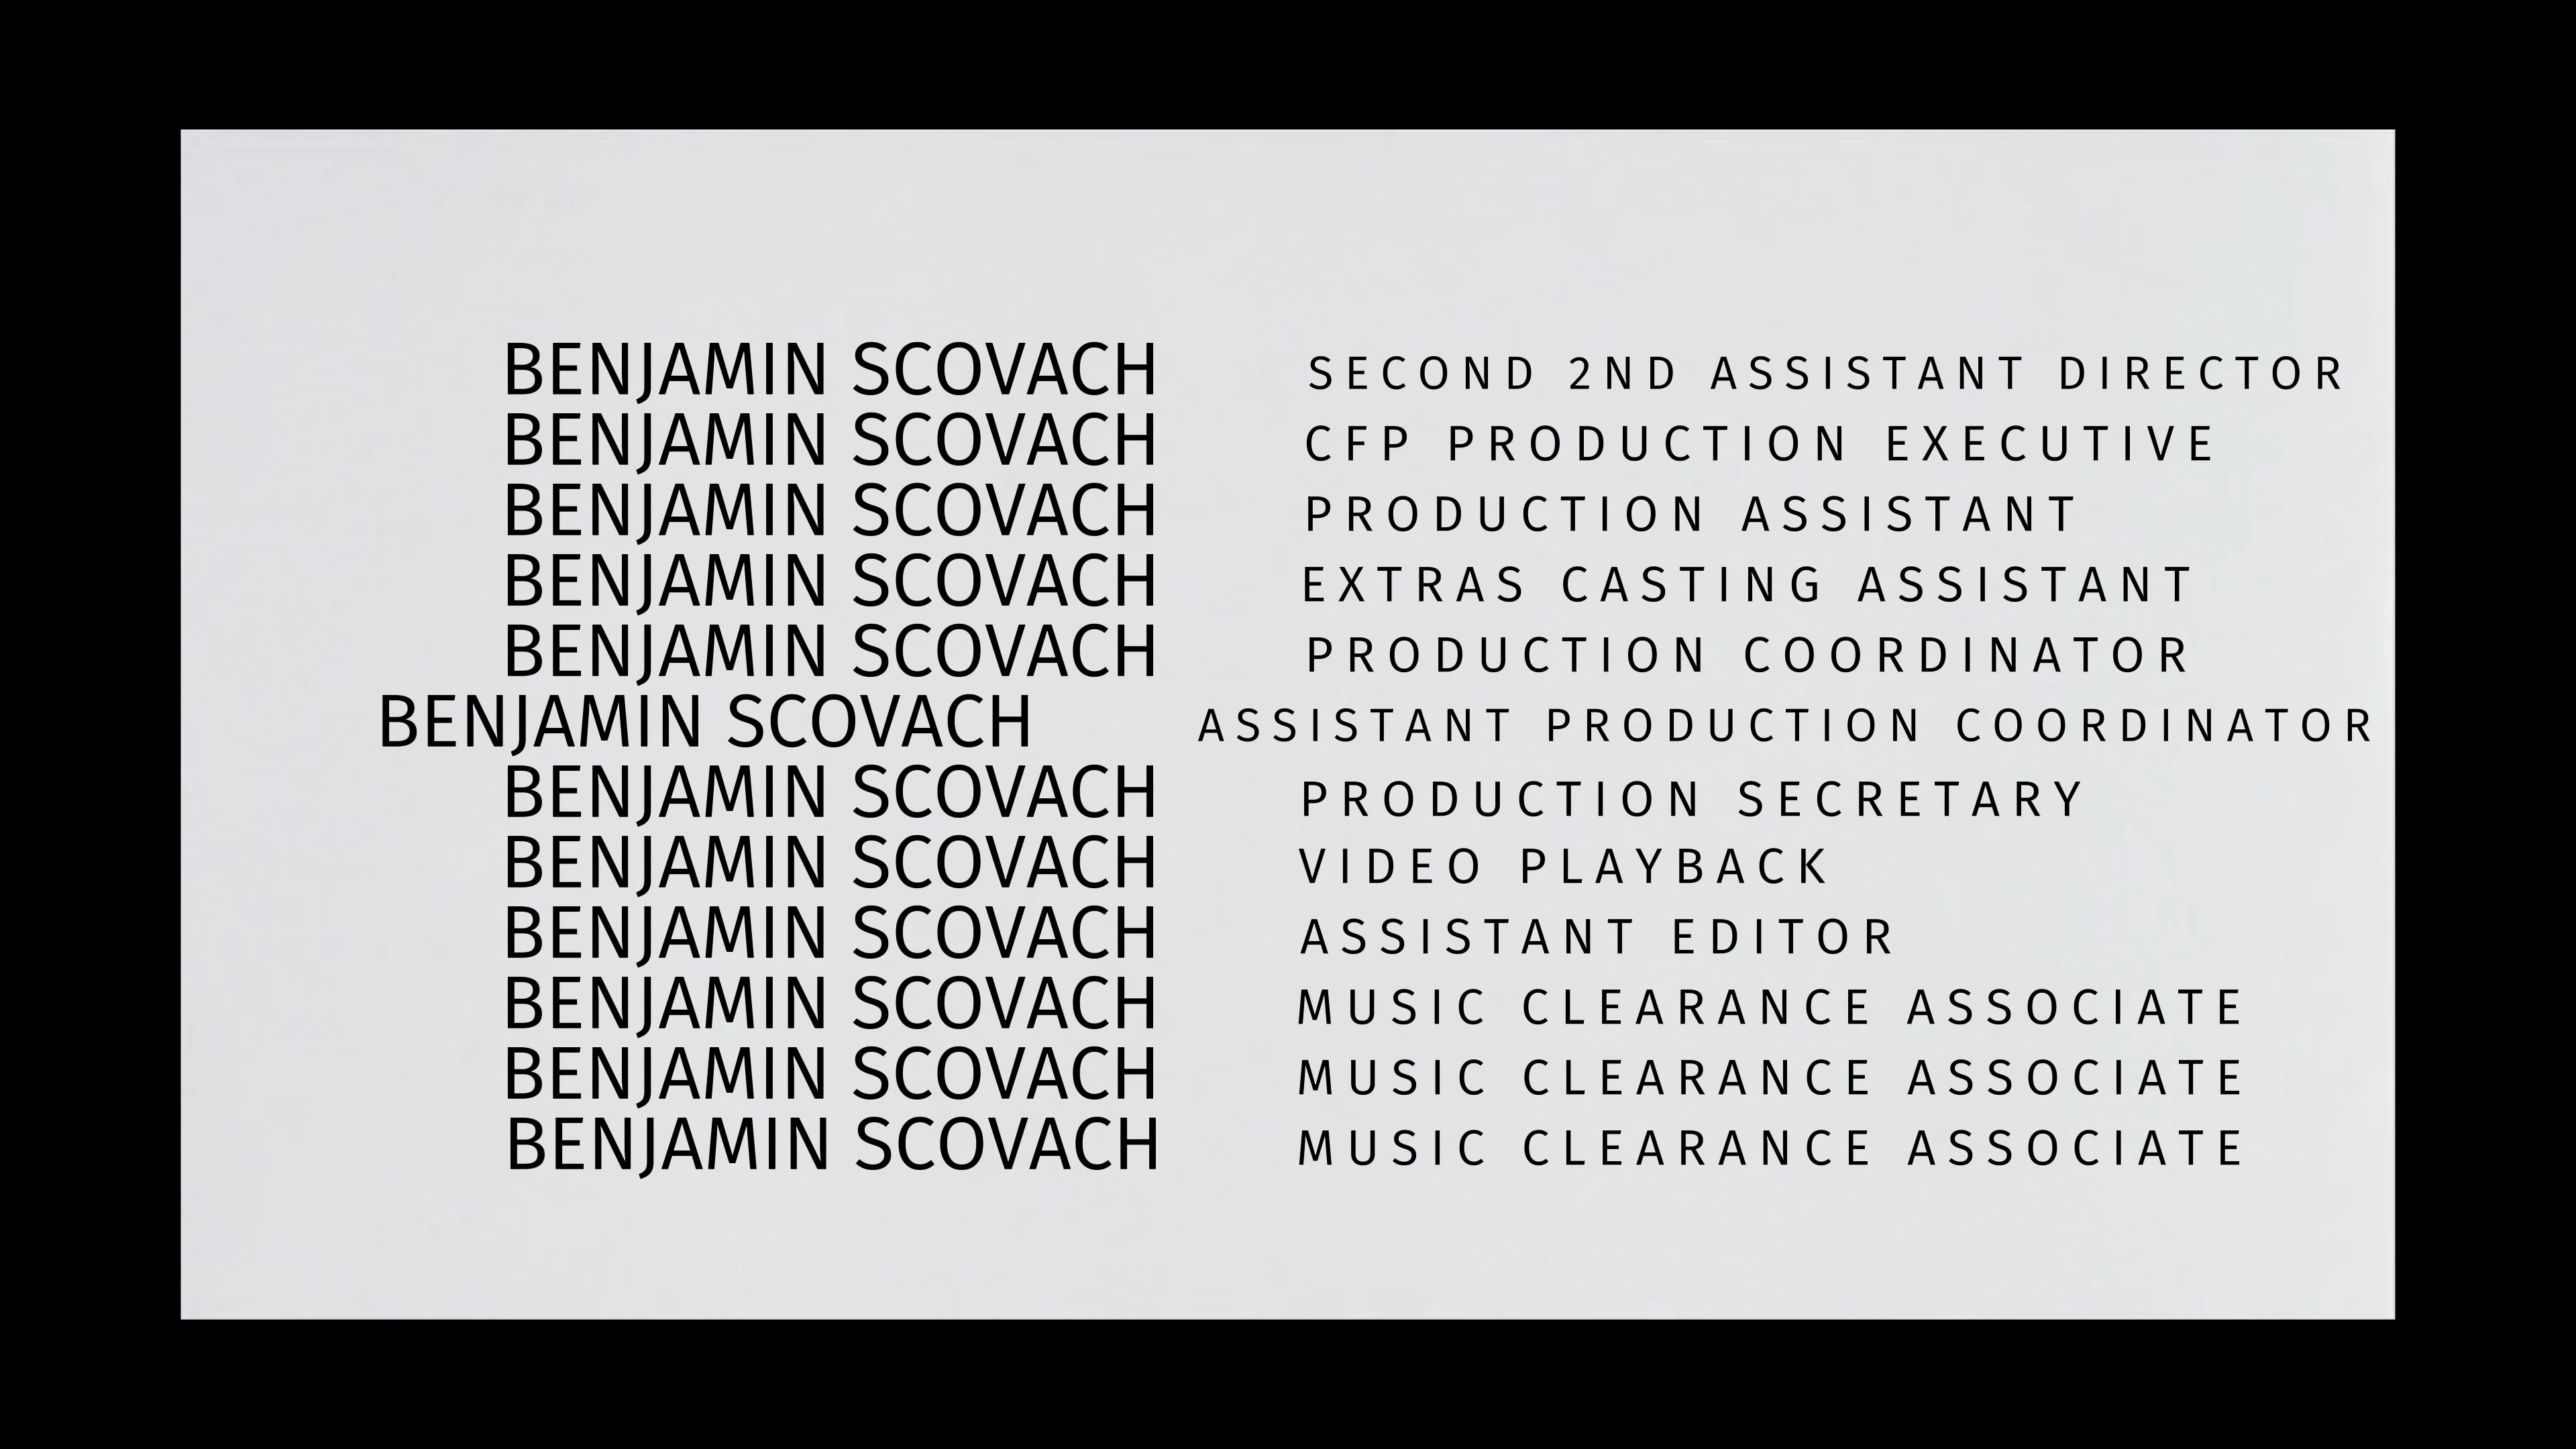 BENJAMIN SCOVACH SECOND 2ND ASSISTANT DIRECTOR
BENJAMIN SCOVACH CFP PRODUCTION EXECUTIVE
BENJAMIN SCOVACH PRODUCTION ASSISTANT
BENJAMIN SCOVACH EXTRAS CASTING ASSISTANT
BENJAMIN SCOVACH PRODUCTION COORDINATOR
BENJAMIN SCOVACH ASSISTANT PRODUCTION COORDINATOR
BENJAMIN SCOVACH PRODUCTION SECRETARY
BENJAMIN SCOVACH VIDEO PLAYBACK
BENJAMIN SCOVACH ASSISTANT EDITOR
BENJAMIN SCOVACH MUSIC CLEARANCE ASSOCIATE
BENJAMIN SCOVACH MUSIC CLEARANCE ASSOCIATE
BENJAMIN SCOVACH MUSIC CLEARANCE ASSOCIATE